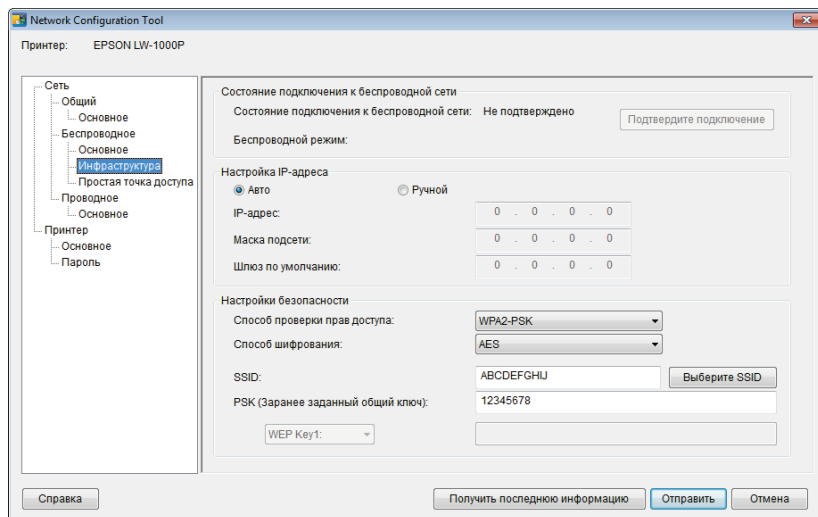 Network Configuration Tool
Принтер: EPSON LW-1000P
Сеть
Общий
Основное
Беспроводное
Основное
Инфраструктура
Простая точка доступа
Проводное
Основное
Принтер
Основное
Пароль
Состояние подключения к беспроводной сети
Состояние подключения к беспроводной сети: Не подтверждено
Подтвердите подключение
Беспроводной режим:
Настройка IP-адреса
Авто Ручной
IP-адрес: 0 . 0 . 0 . 0
Маска подсети: 0 . 0 . 0 . 0
Шлюз по умолчанию: 0 . 0 . 0 . 0
Настройки безопасности
Способ проверки прав доступа: WPA2-PSK
Способ шифрования: AES
SSID: ABCDEFGHIJ Выберите SSID
PSK (Заранее заданный общий ключ): 12345678
WEP Key1:
Справка Получить последнюю информацию Отправить Отмена